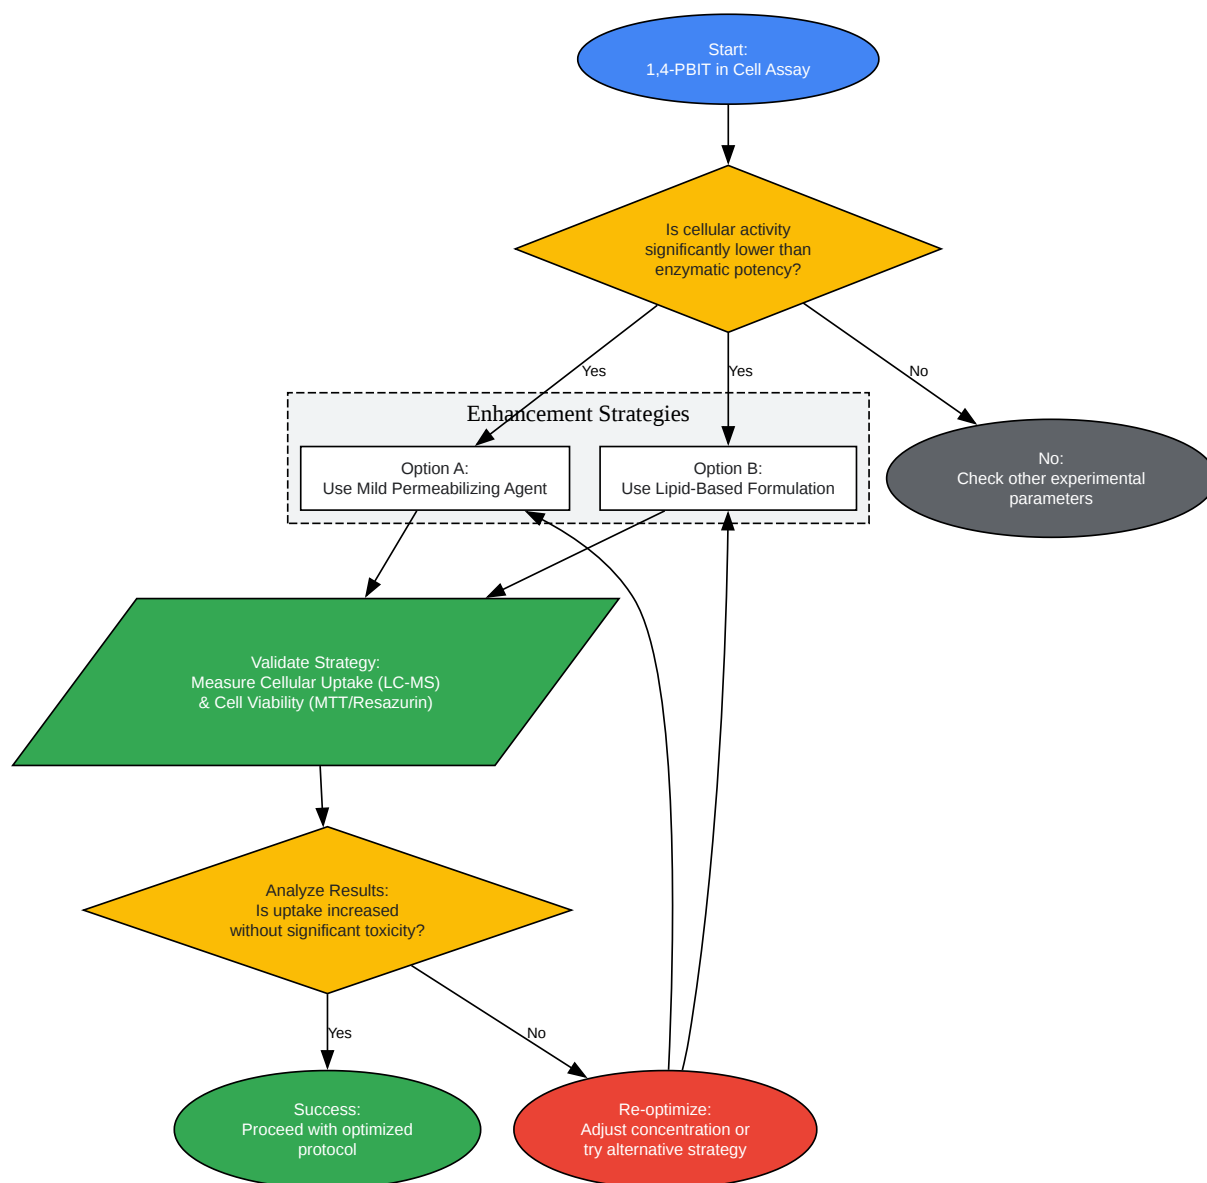 Start:
1,4-PBIT in Cell Assay
Is cellular activity
significantly lower than
enzymatic potency?
Yes
Yes
No
Enhancement Strategies
Option A:
Use Mild Permeabilizing Agent
Option B:
Use Lipid-Based Formulation
No:
Check other experimental
parameters
Validate Strategy:
Measure Cellular Uptake (LC-MS)
& Cell Viability (MTT/Resazurin)
Analyze Results:
Is uptake increased
without significant toxicity?
Yes
No
Success:
Proceed with optimized
protocol
Re-optimize:
Adjust concentration or
try alternative strategy